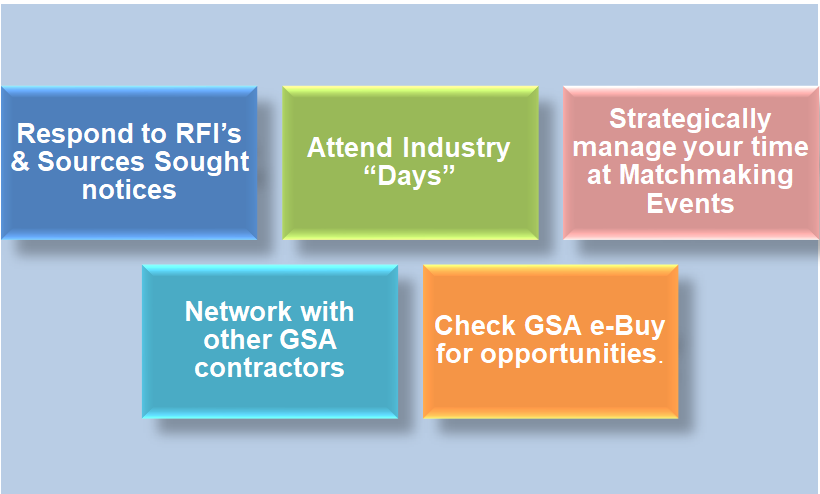 Respond to RFI’s
& Sources Sought
notices
Attend Industry
“Days”
Strategically
manage your time
at Matchmaking
Events
Network with
other GSA
contractors
Check GSA e-Buy
for opportunities.